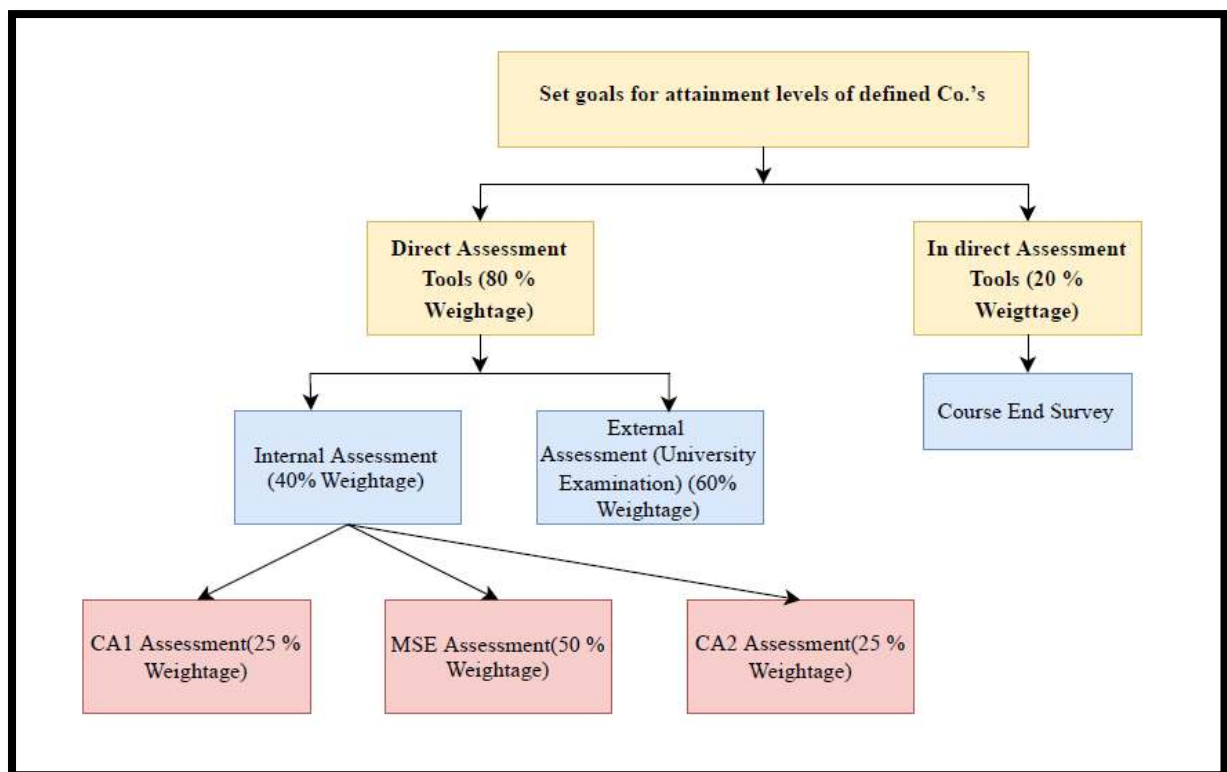 Set goals for attainment levels of defined Co.'s
Direct Assessment
Tools (80 %
Weightage)
In direct Assessment
Tools (20 %
Weigttage)
Internal Assessment
(40% Weightage)
External
Assessment (University
Examination) (60%
Weightage)
Course End Survey
CA1 Assessment(25 %
Weightage)
MSE Assessment(50 %
Weightage)
CA2 Assessment(25 %
Weightage)